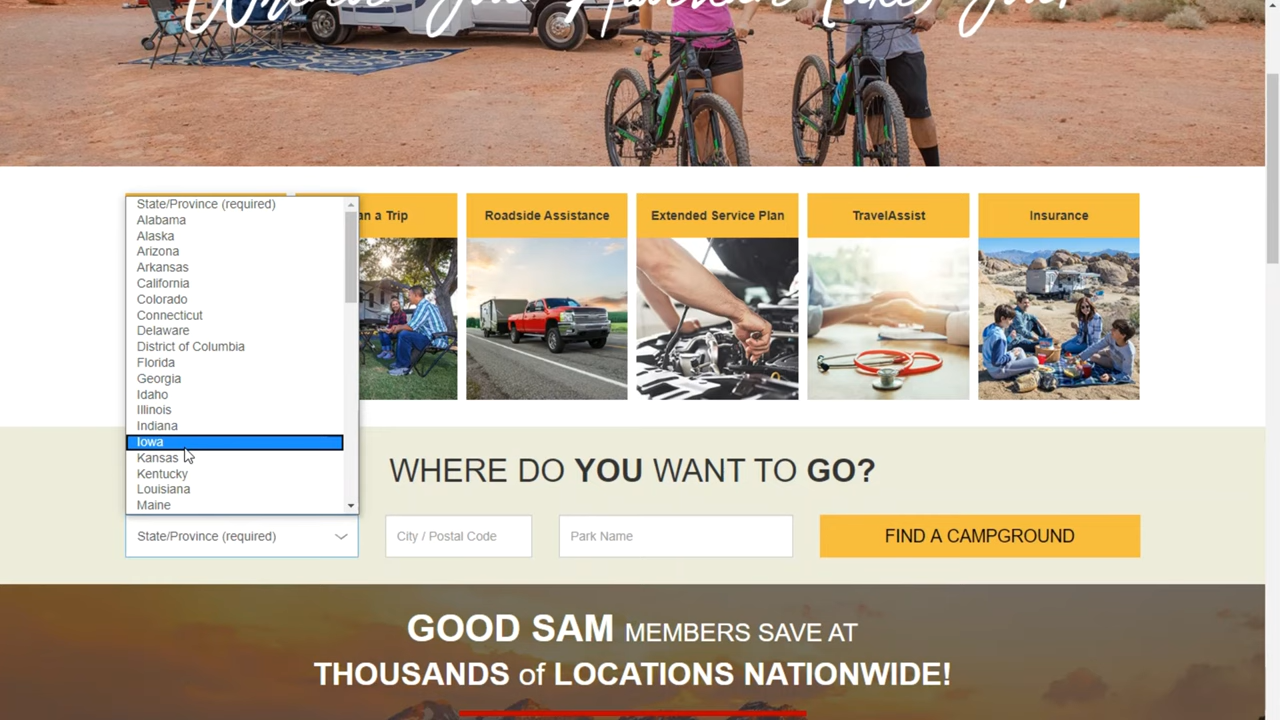 an a Trip
Roadside Assistance
Extended Service Plan
TravelAssist
Insurance
State/Province (required)
Alabama
Alaska
Arizona
Arkansas
California
Colorado
Connecticut
Delaware
District of Columbia
Florida
Georgia
Idaho
Illinois
Indiana
Iowa
Kansas
Kentucky
Louisiana
Maine
WHERE DO YOU WANT TO GO?
State/Province (required)
City / Postal Code
Park Name
FIND A CAMPGROUND
GOOD SAM MEMBERS SAVE AT
THOUSANDS of LOCATIONS NATIONWIDE!